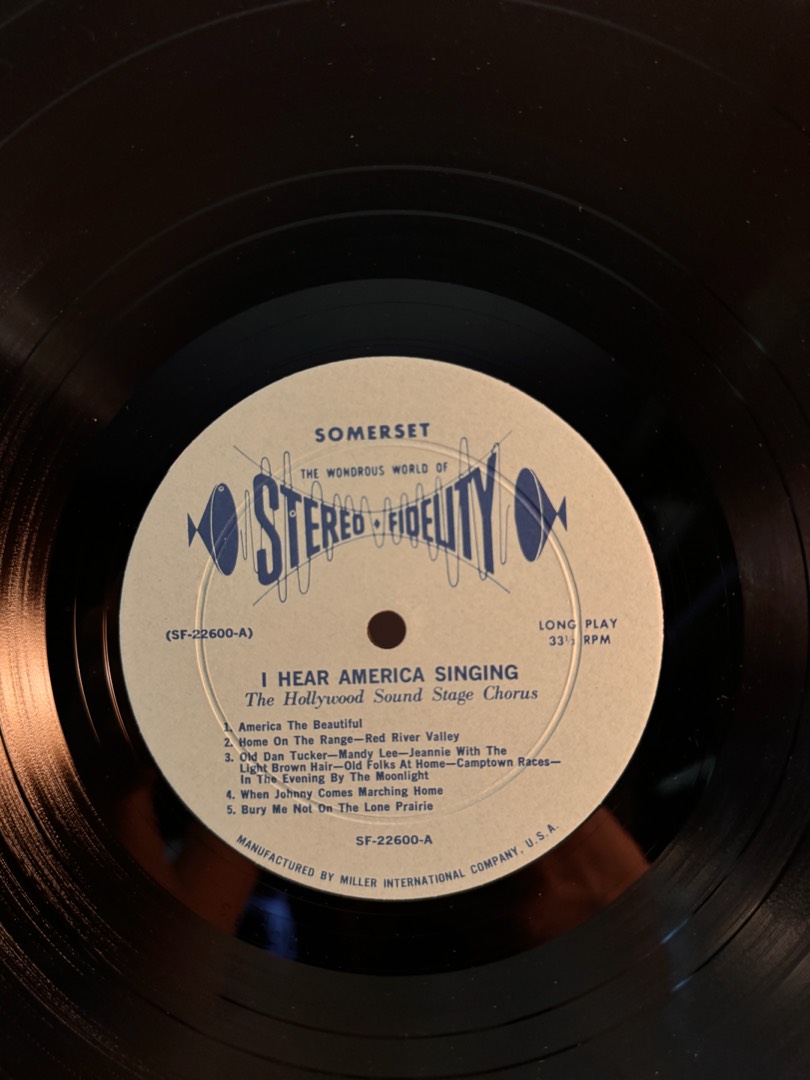 SOMERSET
THE WONDROUS WORLD OF
STEREO • FIDELITY
(SF-22600-A)
LONG PLAY
33⅓ RPM
I HEAR AMERICA SINGING
The Hollywood Sound Stage Chorus
1. America The Beautiful
2. Home On The Range—Red River Valley
3. Old Dan Tucker—Mandy Lee—Jeannie With The
Light Brown Hair—Old Folks At Home—Camptown Races—
In The Evening By The Moonlight
4. When Johnny Comes Marching Home
5. Bury Me Not On The Lone Prairie
SF-22600-A
MANUFACTURED BY MILLER INTERNATIONAL COMPANY, U.S.A.